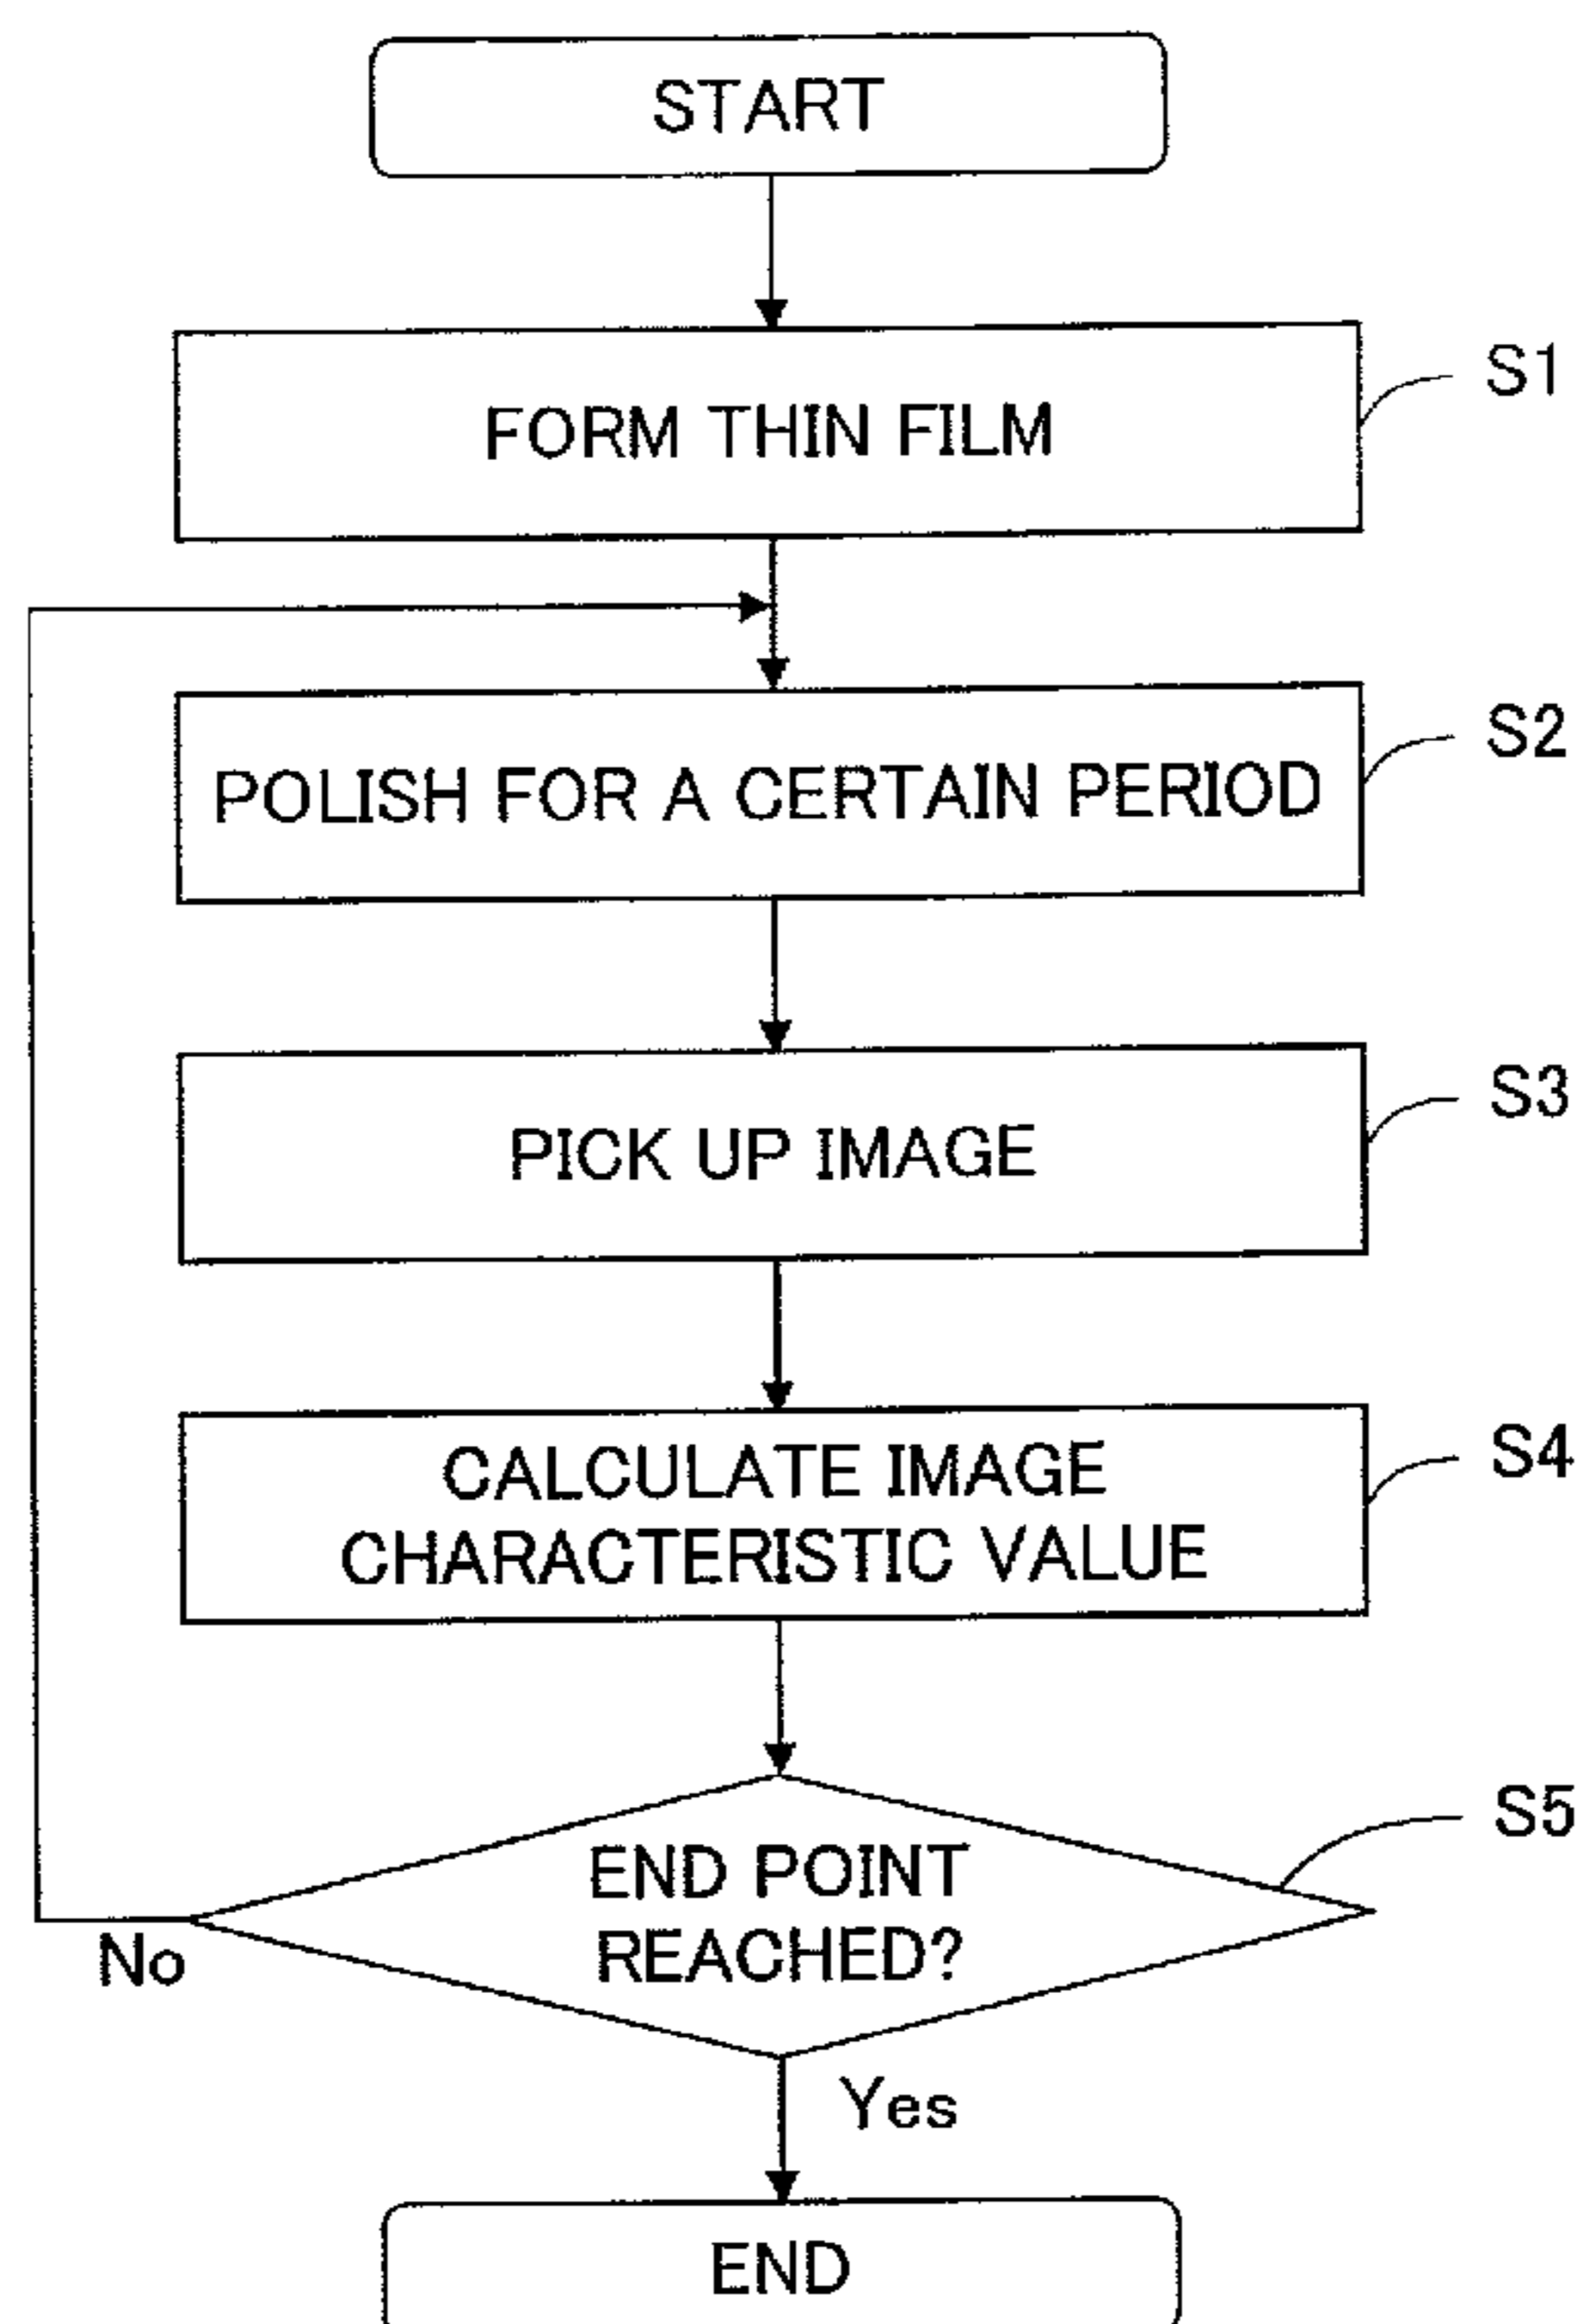 START
FORM THIN FILM
S1
POLISH FOR A CERTAIN PERIOD
S2
PICK UP IMAGE
S3
CALCULATE IMAGE
CHARACTERISTIC VALUE
S4
END POINT
REACHED?
S5
No
Yes
END